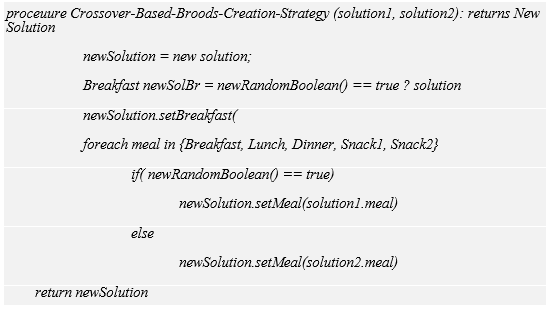 proceuure Crossover-Based-Broods-Creation-Strategy (solution1, solution2): returns New
Solution
newSolution = new solution;
Breakfast newSolBr = newRandomBoolean() == true ? solution
newSolution.setBreakfast(
foreach meal in {Breakfast, Lunch, Dinner, Snack1, Snack2}
if( newRandomBoolean() == true)
newSolution.setMeal(solution1.meal)
else
newSolution.setMeal(solution2.meal)
return newSolution